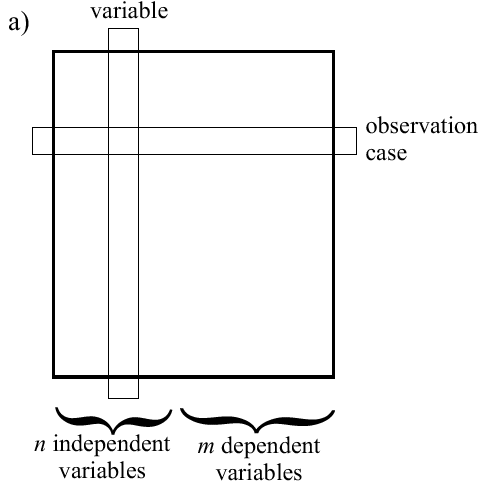 a)
variable
observation
case
n independent
variables
m dependent
variables